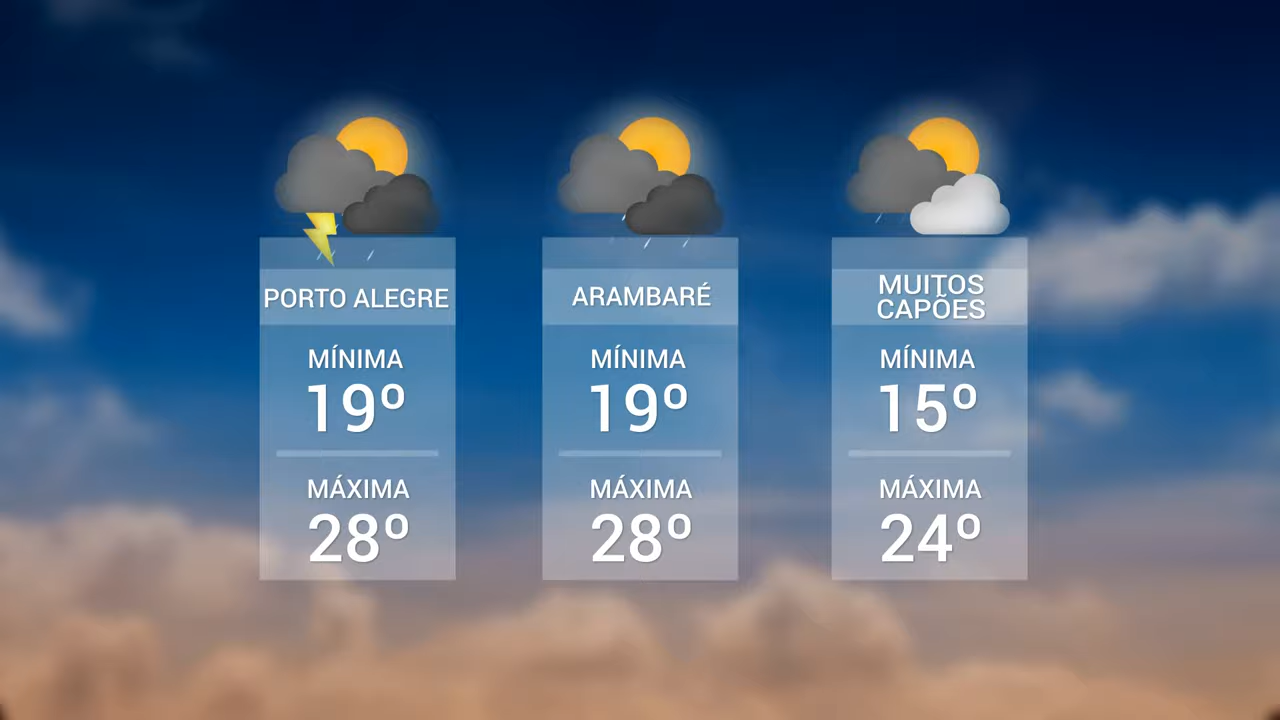 PORTO ALEGRE
MÍNIMA
19º
MÁXIMA
28º
ARAMBARÉ
MÍNIMA
19º
MÁXIMA
28º
MUITOS
CAPÕES
MÍNIMA
15º
MÁXIMA
24º